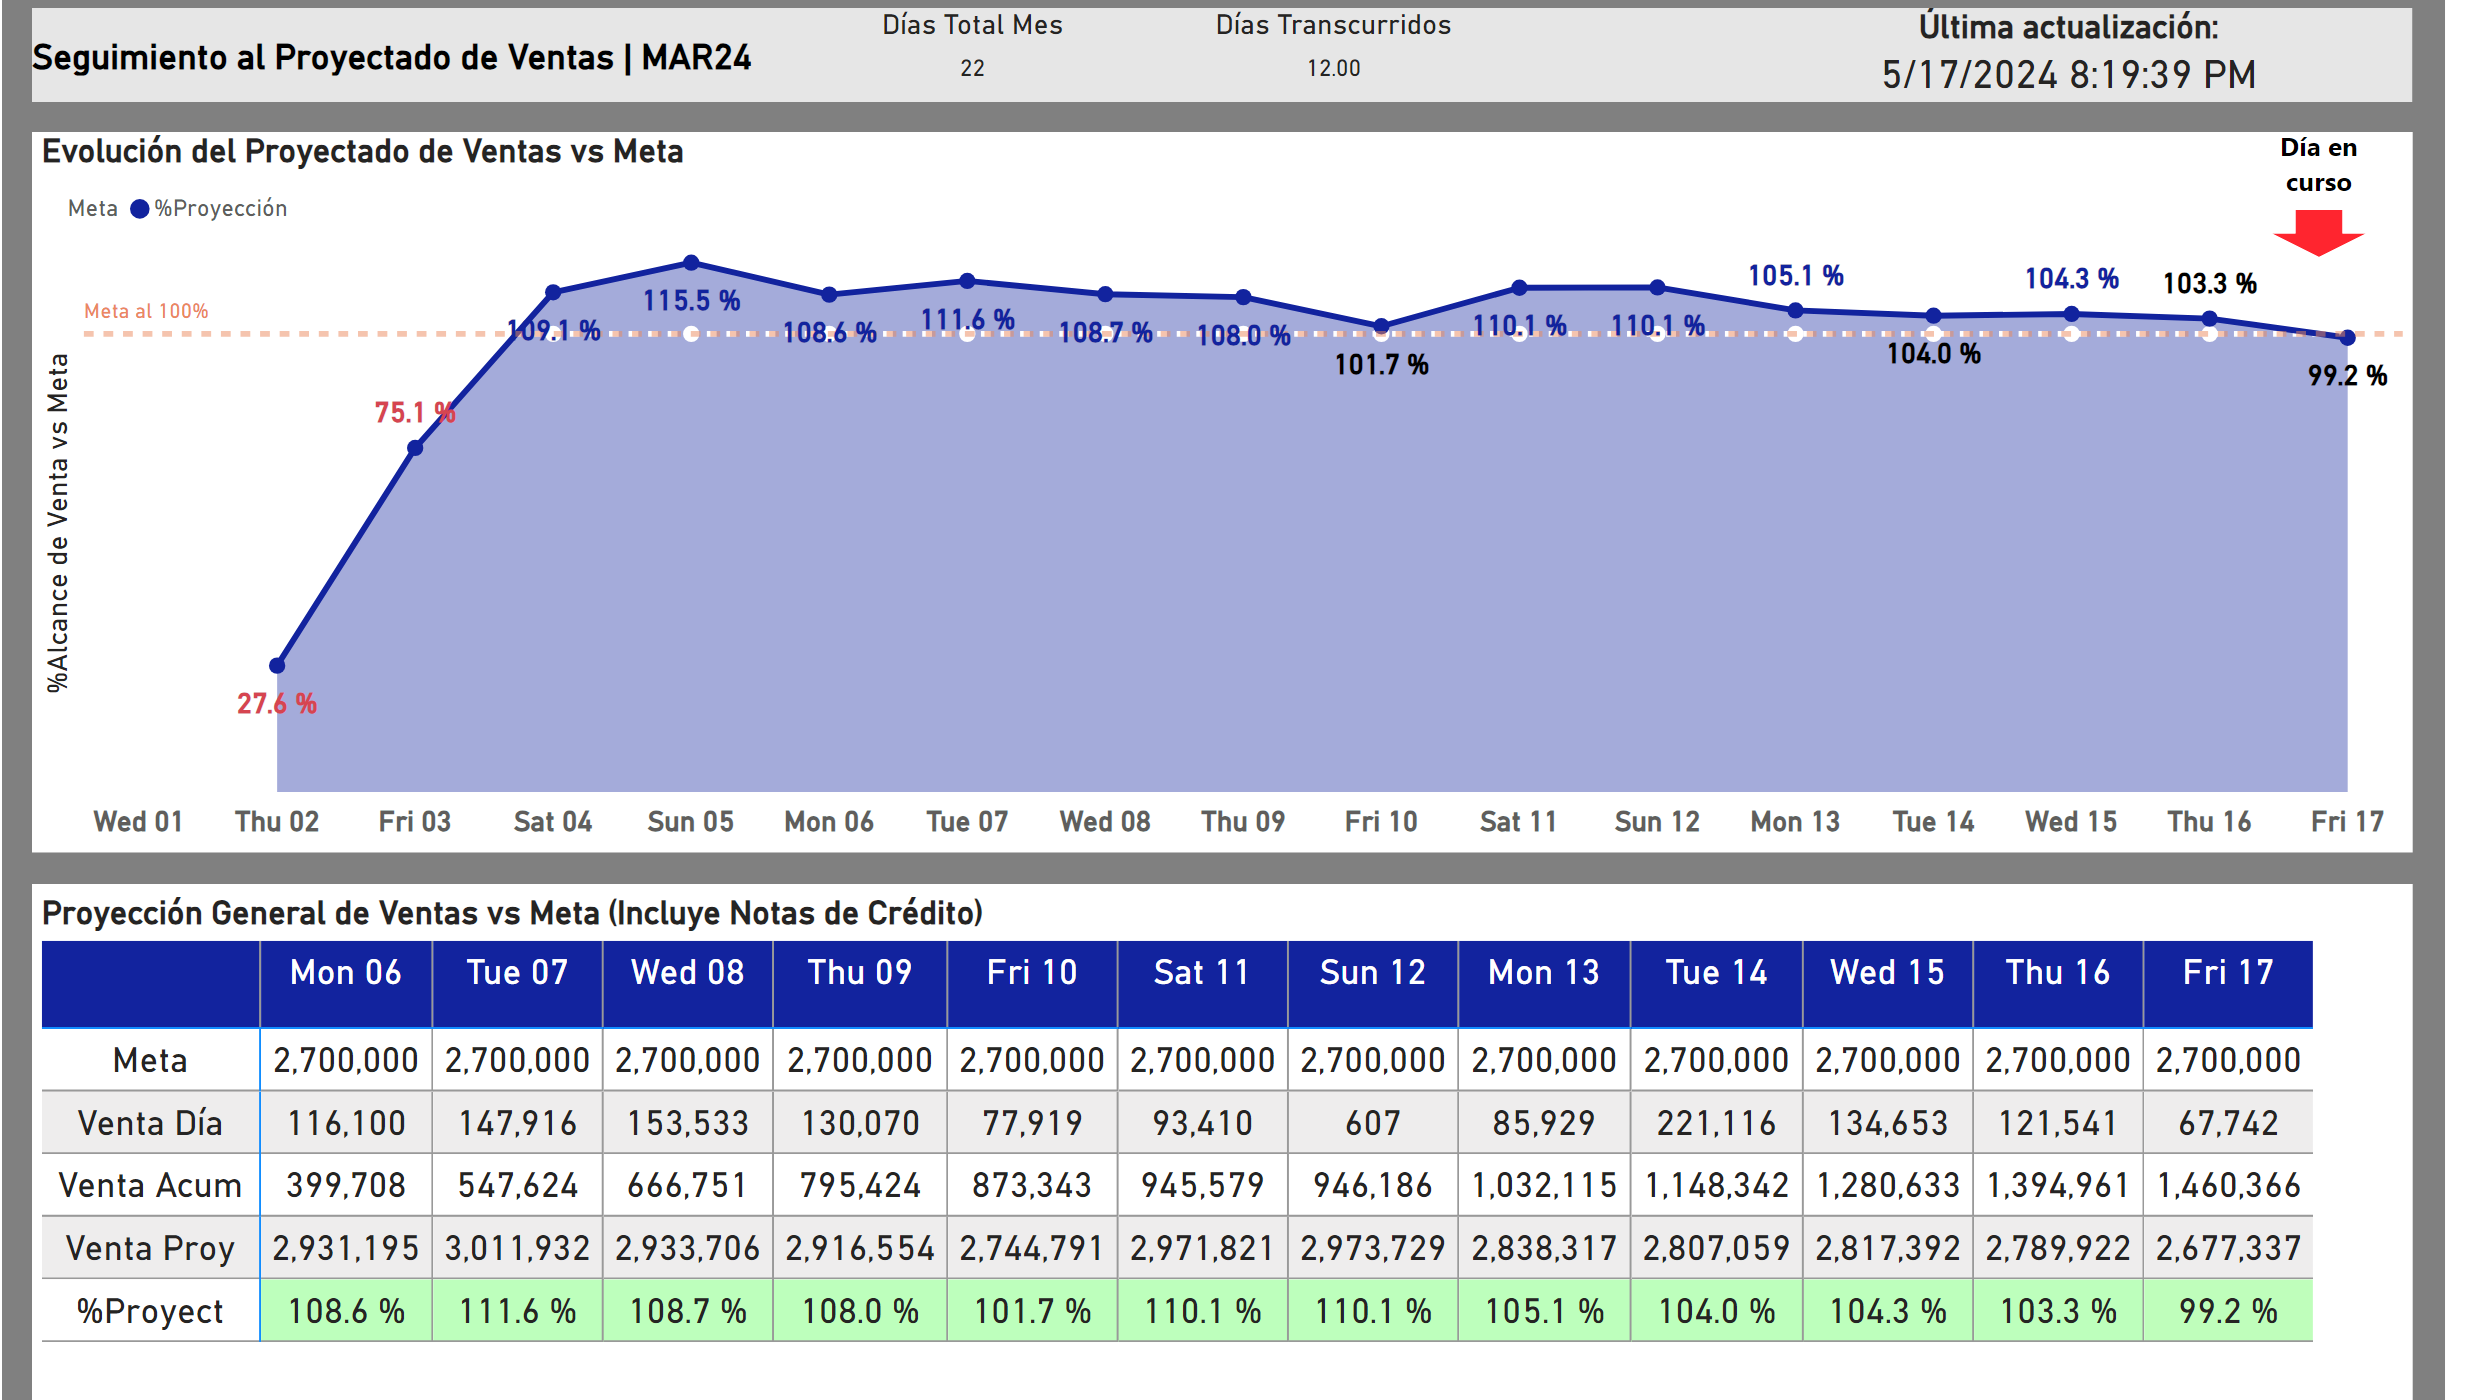 Seguimiento al Proyectado de Ventas | MAR24
Días Total Mes
22
Días Transcurridos
12.00
Última actualización:
5/17/2024 8:19:39 PM
Evolución del Proyectado de Ventas vs Meta
Día en
curso
Meta %Proyección
Meta al 100%
%Alcance de Venta vs Meta
27.6 %
75.1 %
109.1 %
115.5 %
108.6 %
111.6 %
108.7 %
108.0 %
101.7 %
110.1 %
110.1 %
105.1 %
104.0 %
104.3 %
103.3 %
99.2 %
Wed 01 Thu 02 Fri 03 Sat 04 Sun 05 Mon 06 Tue 07 Wed 08 Thu 09 Fri 10 Sat 11 Sun 12 Mon 13 Tue 14 Wed 15 Thu 16 Fri 17
Proyección General de Ventas vs Meta (Incluye Notas de Crédito)
Mon 06 Tue 07 Wed 08 Thu 09 Fri 10 Sat 11 Sun 12 Mon 13 Tue 14 Wed 15 Thu 16 Fri 17
Meta 2,700,000 2,700,000 2,700,000 2,700,000 2,700,000 2,700,000 2,700,000 2,700,000 2,700,000 2,700,000 2,700,000 2,700,000
Venta Día 116,100 147,916 153,533 130,070 77,919 93,410 607 85,929 221,116 134,653 121,541 67,742
Venta Acum 399,708 547,624 666,751 795,424 873,343 945,579 946,186 1,032,115 1,148,342 1,280,633 1,394,961 1,460,366
Venta Proy 2,931,195 3,011,932 2,933,706 2,916,554 2,744,791 2,971,821 2,973,729 2,838,317 2,807,059 2,817,392 2,789,922 2,677,337
%Proyect 108.6 % 111.6 % 108.7 % 108.0 % 101.7 % 110.1 % 110.1 % 105.1 % 104.0 % 104.3 % 103.3 % 99.2 %